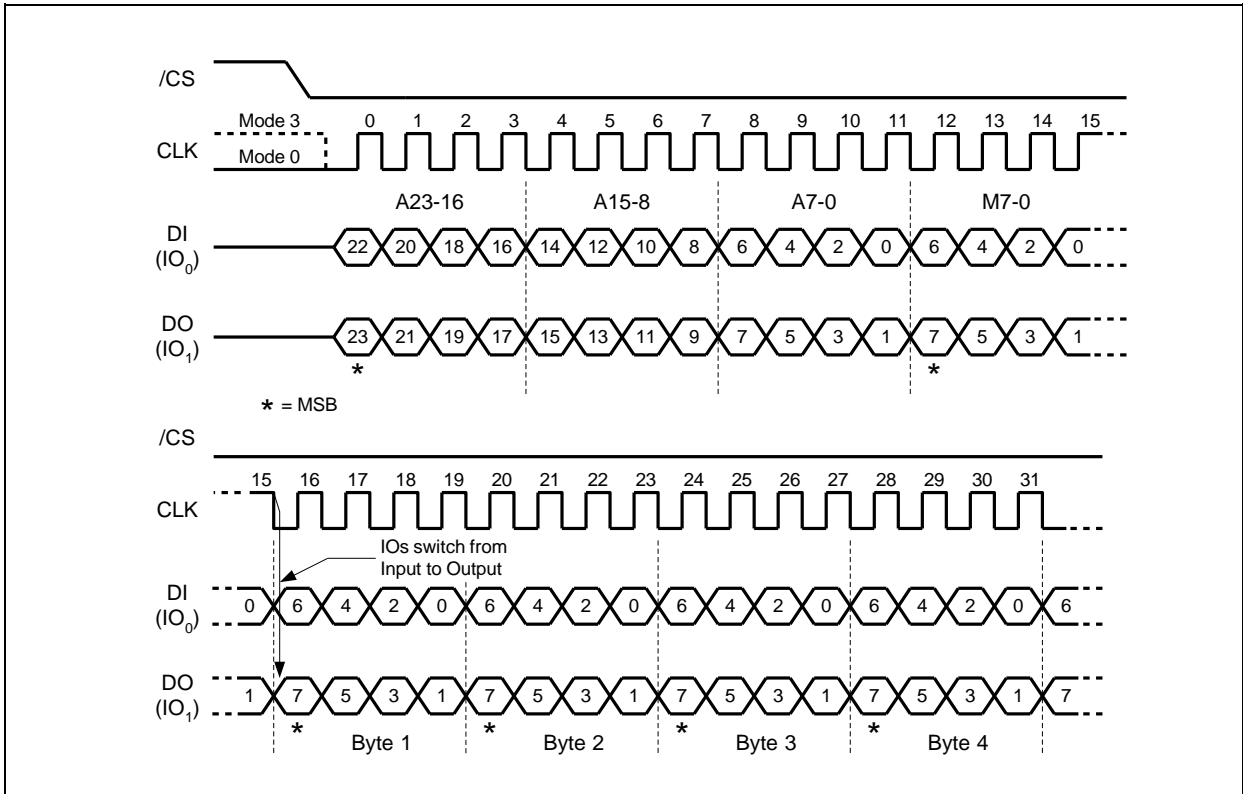 /CS
Mode 3 0 1 2 3 4 5 6 7 8 9 10 11 12 13 14 15
CLK
Mode 0
A23-16 A15-8 A7-0 M7-0
DI
(IO0) 22 20 18 16 14 12 10 8 6 4 2 0 6 4 2 0
DO
(IO1) 23 21 19 17 15 13 11 9 7 5 3 1 7 5 3 1
* *
* = MSB
/CS
15 16 17 18 19 20 21 22 23 24 25 26 27 28 29 30 31
CLK
IOs switch from
Input to Output
DI
(IO0) 0 6 4 2 0 6 4 2 0 6 4 2 0 6 4 2 0 6
DO
(IO1) 1 7 5 3 1 7 5 3 1 7 5 3 1 7 5 3 1 7
* * * *
Byte 1 Byte 2 Byte 3 Byte 4